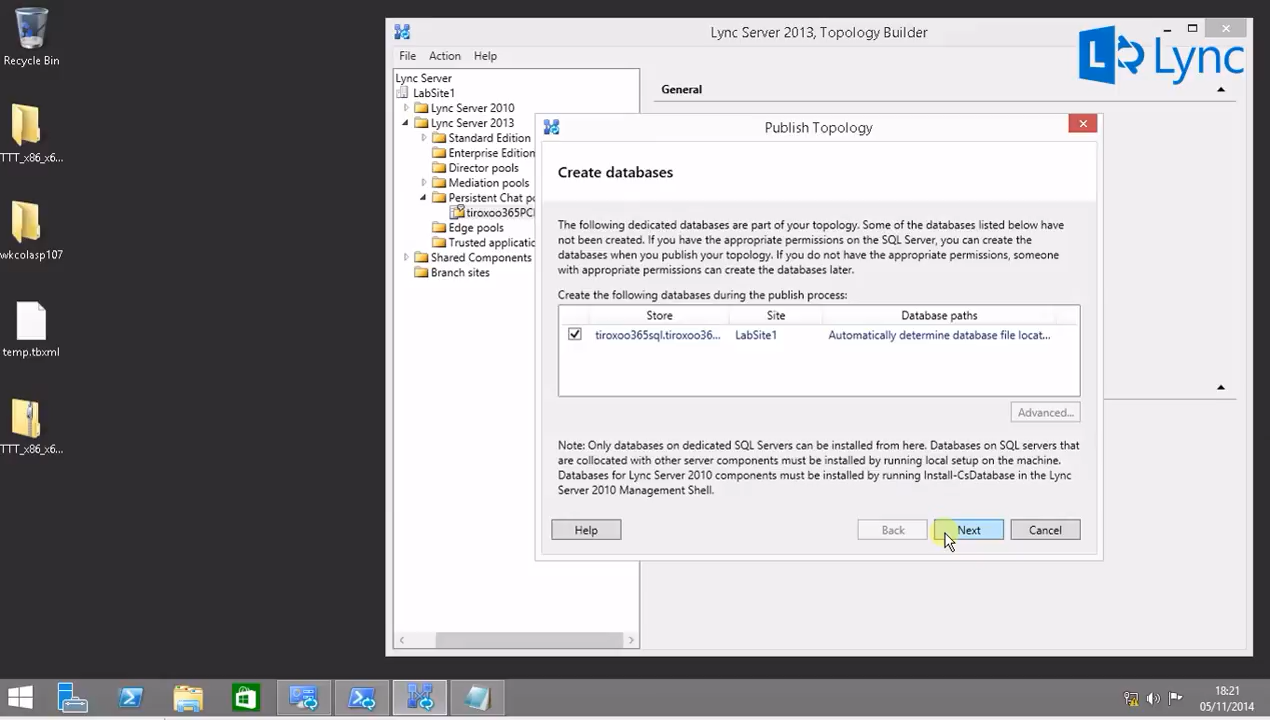 Recycle Bin
TTT_x86_x6...
wkcolasp107
temp.tbxml
TTT_x86_x6...
Lync Server 2013, Topology Builder
Lync
File Action Help
Lync Server
LabSite1
Lync Server 2010
Lync Server 2013
Standard Edition
Enterprise Edition
Director pools
Mediation pools
Persistent Chat po
tiroxoo365PC
Edge pools
Trusted applicatio
Shared Components
Branch sites
General
Publish Topology
Create databases
The following dedicated databases are part of your topology. Some of the databases listed below have
not been created. If you have the appropriate permissions on the SQL Server, you can create the
databases when you publish your topology. If you do not have the appropriate permissions, someone
with appropriate permissions can create the databases later.
Create the following databases during the publish process:
Store Site Database paths
tiroxoo365sql.tiroxoo36... LabSite1 Automatically determine database file locat...
Advanced...
Note: Only databases on dedicated SQL Servers can be installed from here. Databases on SQL servers that
are collocated with other server components must be installed by running local setup on the machine.
Databases for Lync Server 2010 components must be installed by running Install-CsDatabase in the Lync
Server 2010 Management Shell.
Help Back Next Cancel
18:21
05/11/2014